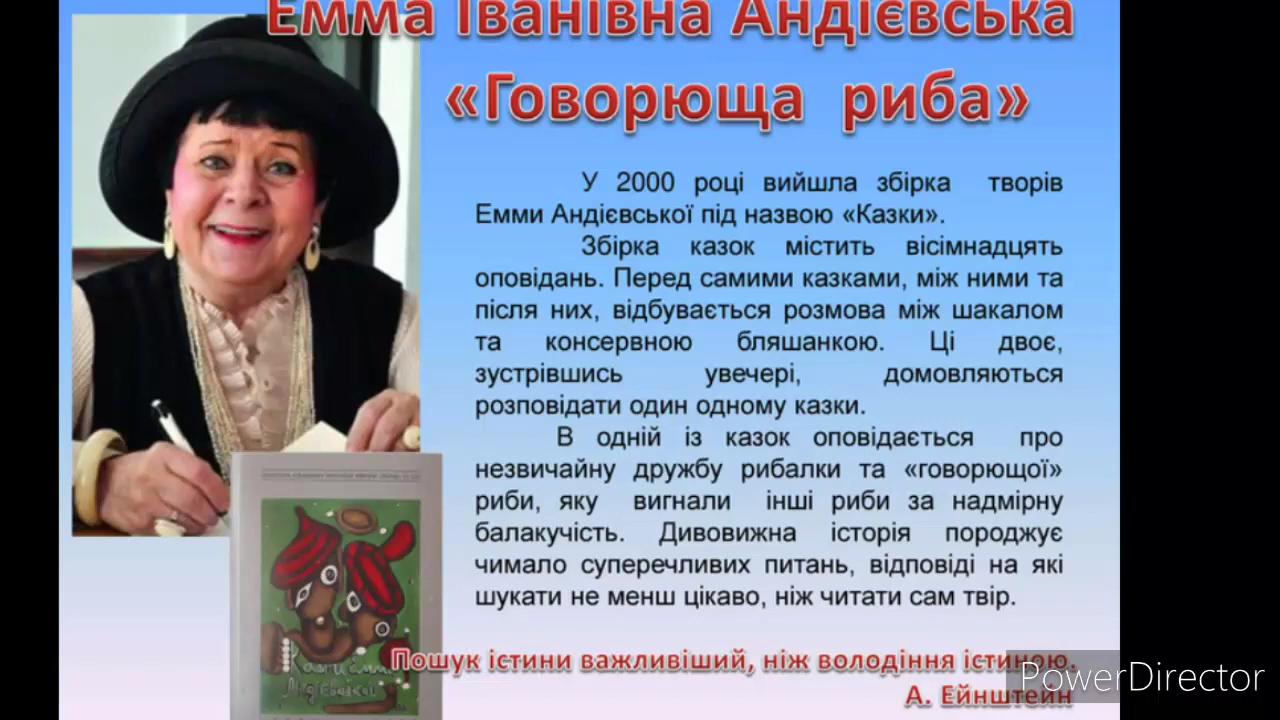 Емма Іванівна Андієвська
«Говорюща риба»
У 2000 році вийшла збірка творів
Емми Андієвської під назвою «Казки».
Збірка казок містить вісімнадцять
оповідань. Перед самими казками, між ними та
після них, відбувається розмова між шакалом
та консервною бляшанкою. Ці двоє,
зустрівшись увечері, домовляються
розповідати один одному казки.
В одній із казок оповідається про
незвичайну дружбу рибалки та «говорющої»
риби, яку вигнали інші риби за надмірну
балакучість. Дивовижна історія породжує
чимало суперечливих питань, відповіді на які
шукати не менш цікаво, ніж читати сам твір.
Казки Емми
Андієвської
Пошук істини важливіший, ніж володіння істиною.
А. Ейнштейн
PowerDirector